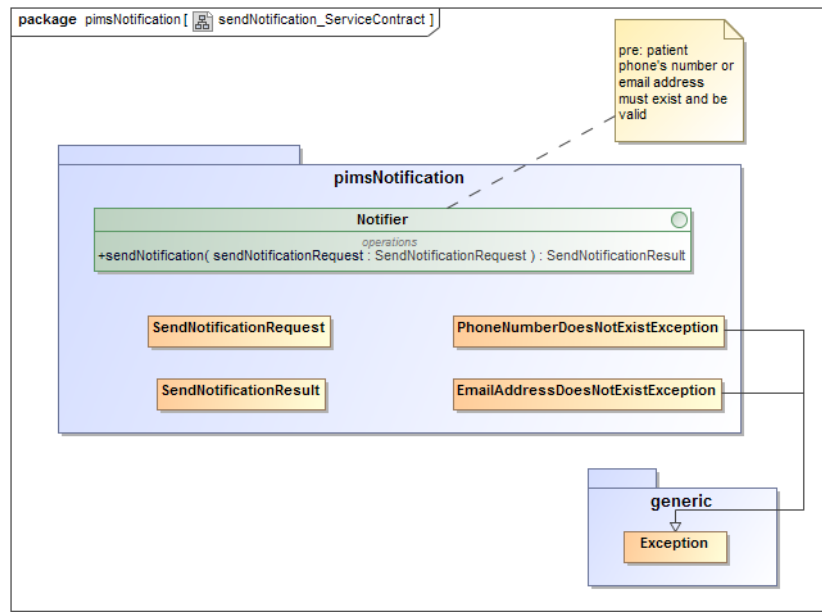 package pimsNotification [ sendNotification_ServiceContract ]
pre: patient
phone's number or
email address
must exist and be
valid
pimsNotification
Notifier
operations
+sendNotification( sendNotificationRequest : SendNotificationRequest ) : SendNotificationResult
SendNotificationRequest
PhoneNumberDoesNotExistException
SendNotificationResult
EmailAddressDoesNotExistException
generic
Exception